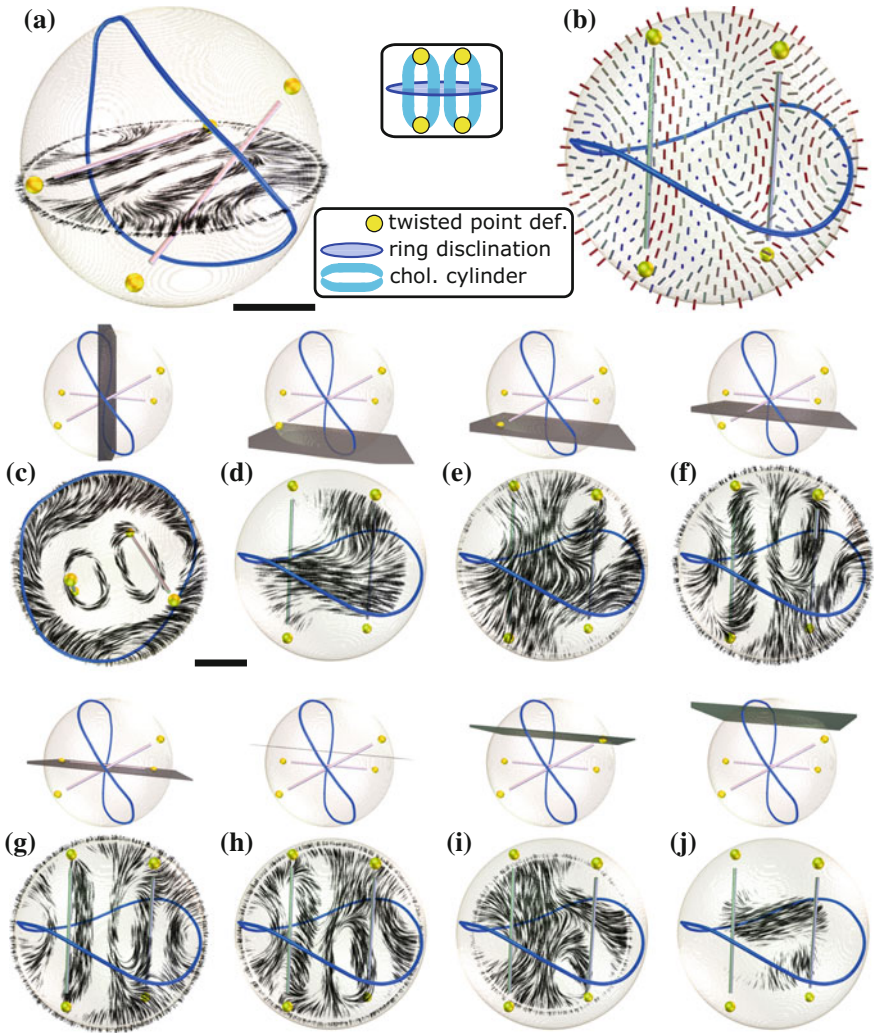 (a)
(b)
twisted point def.
ring disclination
chol. cylinder
(c)
(d)
(e)
(f)
(g)
(h)
(i)
(j)